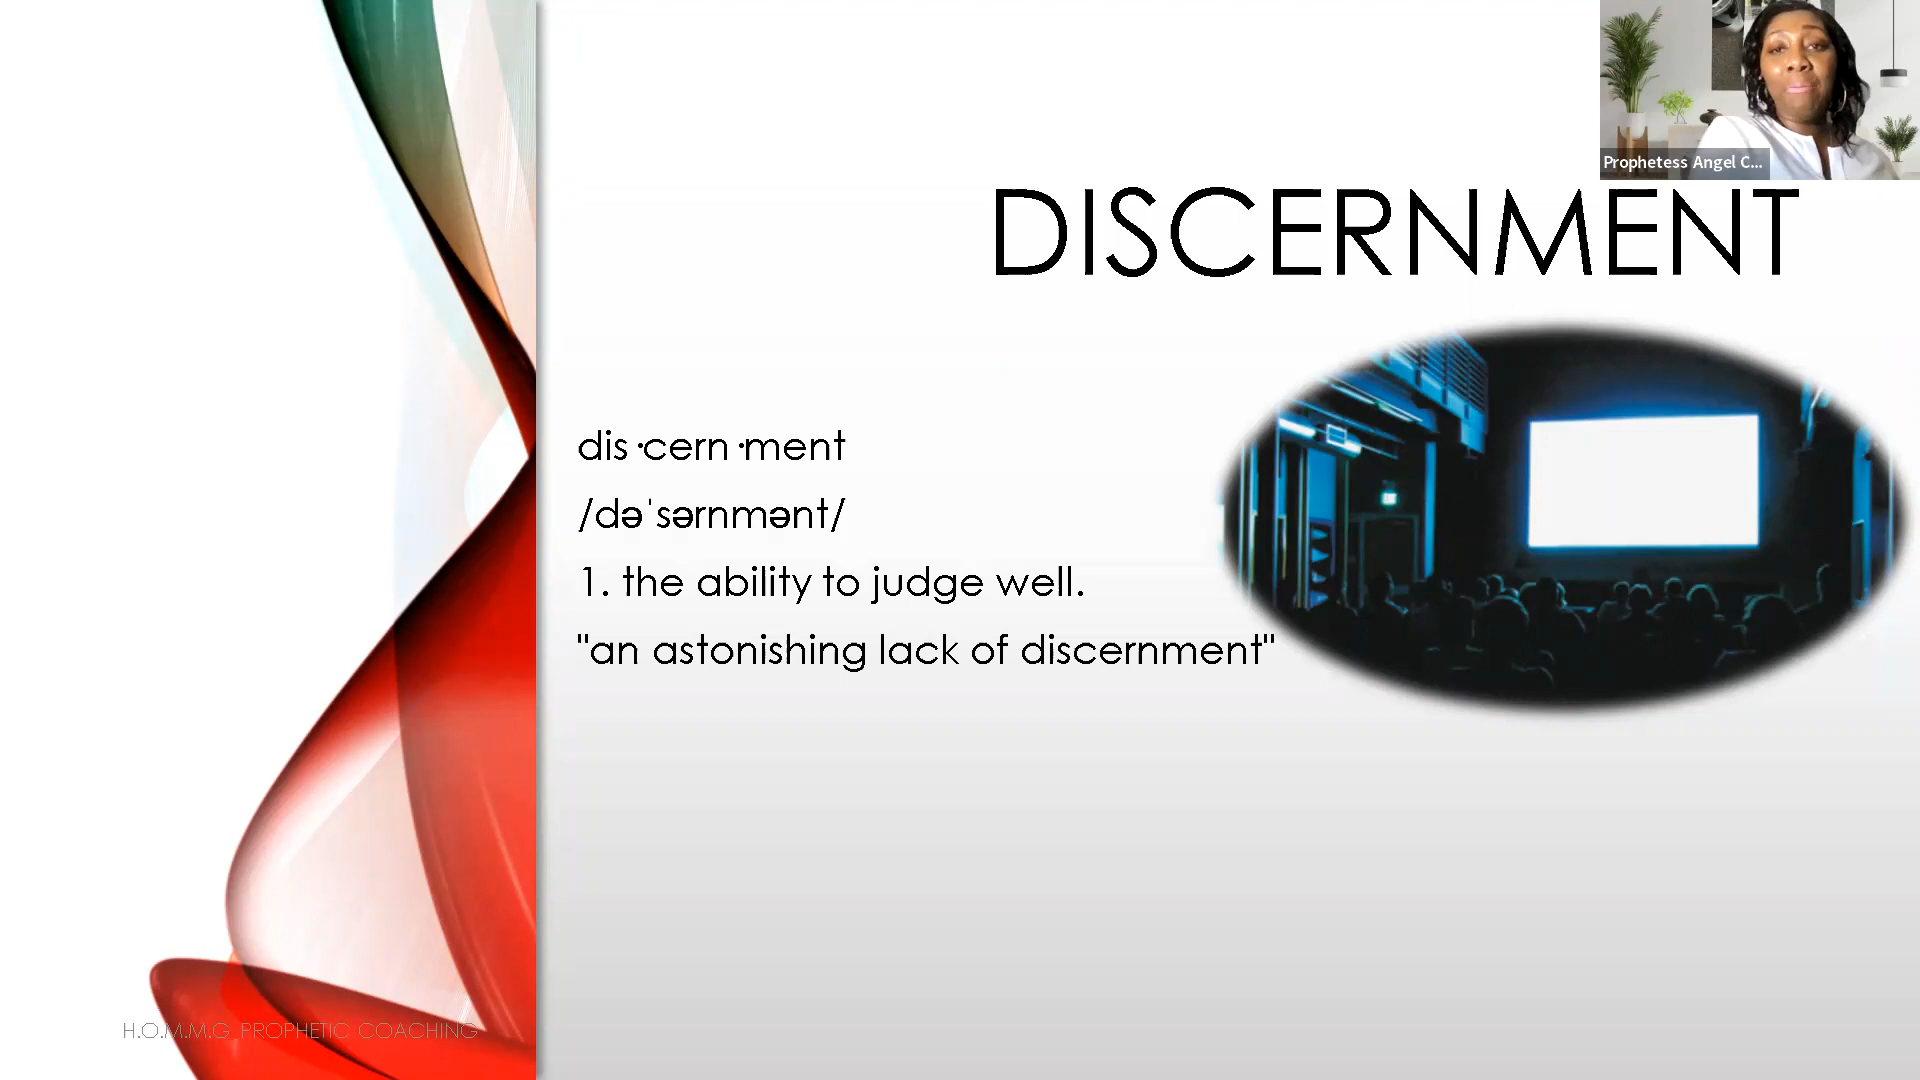 Prophetess Angel C...
DISCERNMENT
dis·cern·ment
/dəˈsərnmənt/
1. the ability to judge well.
"an astonishing lack of discernment"
H.O.M.M.G PROPHETIC COACHING